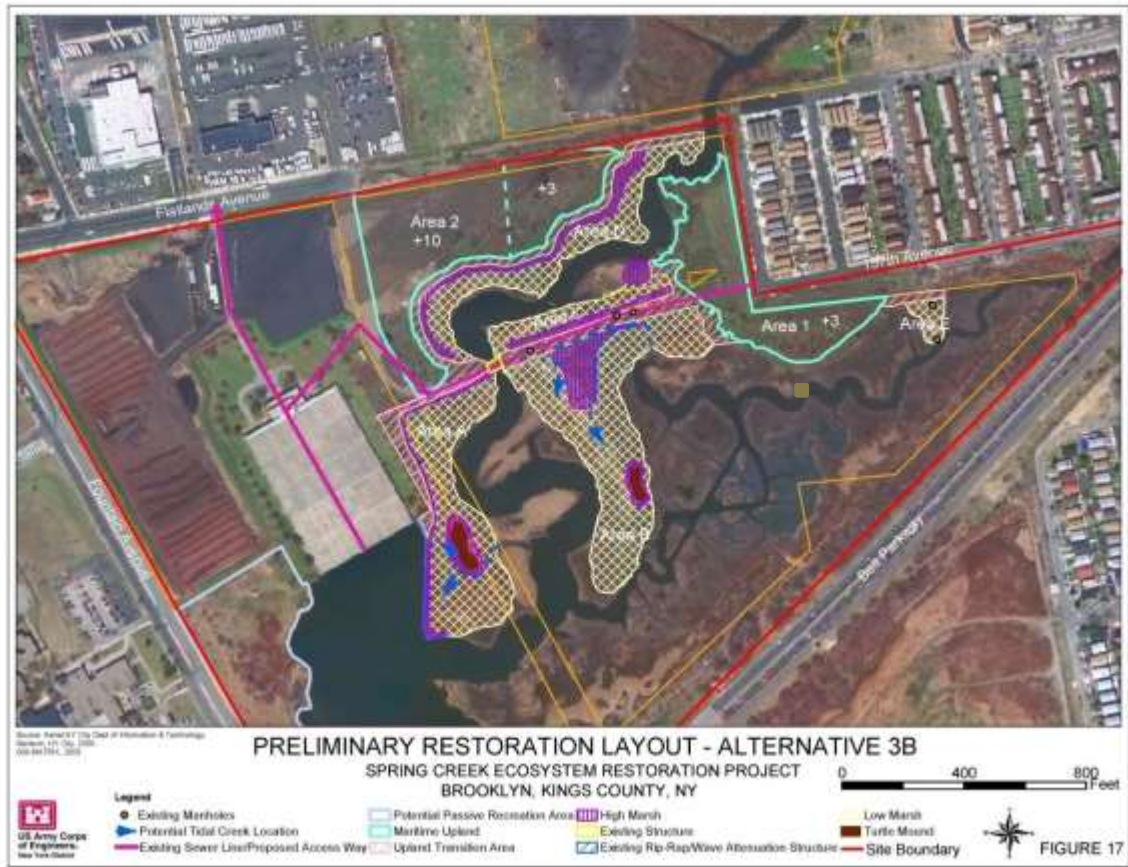 Flatlands Avenue
Area 2
+10
+3
Area D
157th Avenue
Area 1 +3
Area E
Area A
Area B
Fountain Avenue
Belt Parkway
PRELIMINARY RESTORATION LAYOUT - ALTERNATIVE 3B
SPRING CREEK ECOSYSTEM RESTORATION PROJECT
BROOKLYN, KINGS COUNTY, NY
0 400 800
Feet
Legend
Existing Manholes
Potential Tidal Creek Location
Existing Sewer Line/Proposed Access Way
Potential Passive Recreation Area
Maritime Upland
Upland Transition Area
High Marsh
Existing Structure
Existing Rip-Rap/Wave Attenuation Structure
Low Marsh
Turtle Mound
Site Boundary
US Army Corps
of Engineers.
New York District
FIGURE 17